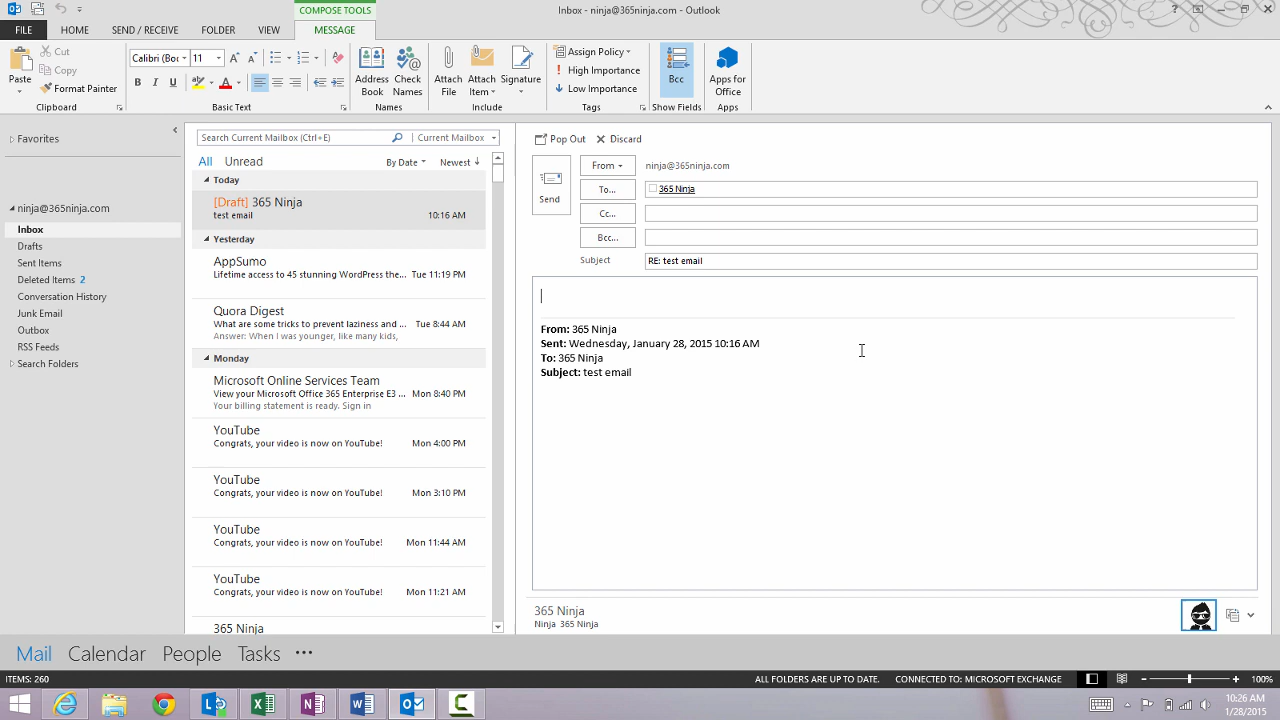 COMPOSE TOOLS
Inbox - ninja@365ninja.com - Outlook
FILE HOME SEND / RECEIVE FOLDER VIEW MESSAGE
Paste
Cut
Copy
Format Painter
Clipboard
Calibri (Boc 11
B I U
Basic Text
Address Book
Check Names
Names
Attach File
Attach Item
Signature
Include
Assign Policy
High Importance
Low Importance
Tags
Bcc
Show Fields
Apps for Office
Apps
Favorites
ninja@365ninja.com
Inbox
Drafts
Sent Items
Deleted Items 2
Conversation History
Junk Email
Outbox
RSS Feeds
Search Folders
Search Current Mailbox (Ctrl+E) Current Mailbox
All Unread By Date Newest
Today
[Draft] 365 Ninja
test email 10:16 AM
Yesterday
AppSumo
Lifetime access to 45 stunning WordPress the... Tue 11:19 PM
Quora Digest
What are some tricks to prevent laziness and ... Tue 8:44 AM
Answer: When I was younger, like many kids,
Monday
Microsoft Online Services Team
View your Microsoft Office 365 Enterprise E3 ... Mon 8:40 PM
Your billing statement is ready. Sign in
YouTube
Congrats, your video is now on YouTube! Mon 4:00 PM
YouTube
Congrats, your video is now on YouTube! Mon 3:10 PM
YouTube
Congrats, your video is now on YouTube! Mon 11:44 AM
YouTube
Congrats, your video is now on YouTube! Mon 11:21 AM
365 Ninja
Pop Out Discard
Send
From ninja@365ninja.com
To... 365 Ninja
Cc...
Bcc...
Subject RE: test email
From: 365 Ninja
Sent: Wednesday, January 28, 2015 10:16 AM
To: 365 Ninja
Subject: test email
365 Ninja
Ninja 365 Ninja
Mail Calendar People Tasks •••
ITEMS: 260 ALL FOLDERS ARE UP TO DATE. CONNECTED TO: MICROSOFT EXCHANGE 100%
10:26 AM
1/28/2015